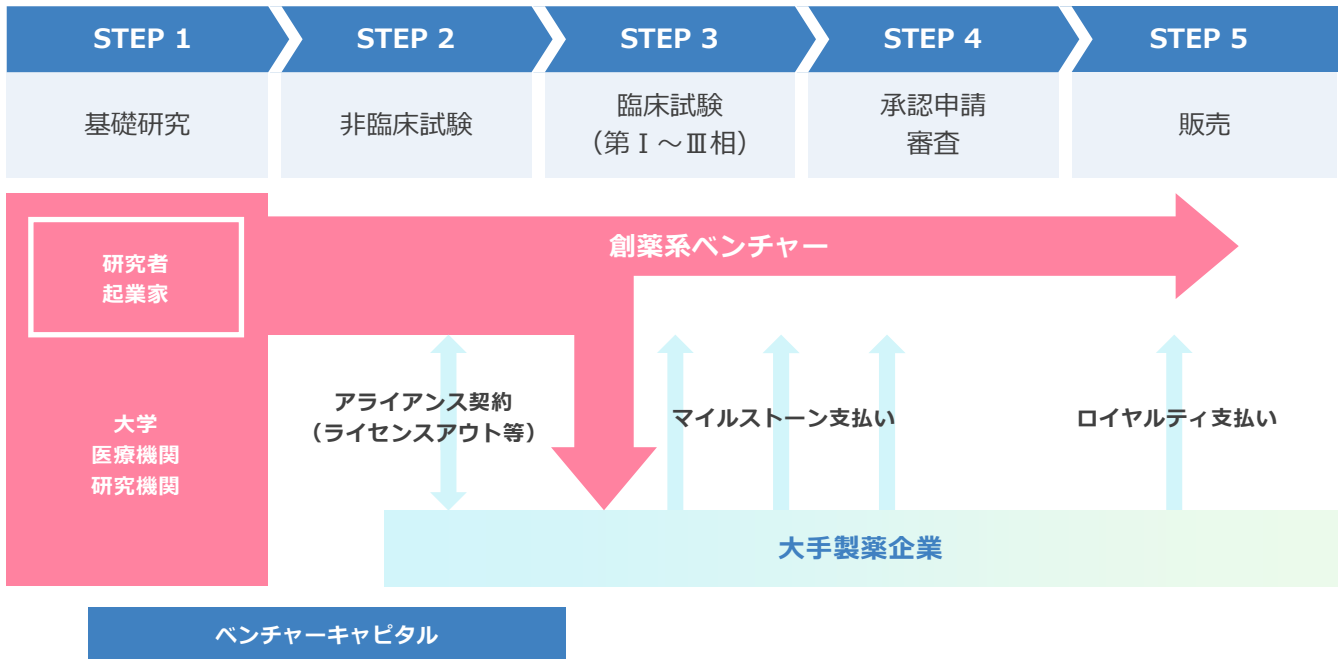 STEP 1
STEP 2
STEP 3
STEP 4
STEP 5
基礎研究
非臨床試験
臨床試験
（第Ⅰ～Ⅲ相）
承認申請
審査
販売
創薬系ベンチャー
研究者
起業家
大学
医療機関
研究機関
アライアンス契約
（ライセンスアウト等）
マイルストーン支払い
ロイヤルティ支払い
大手製薬企業
ベンチャーキャピタル